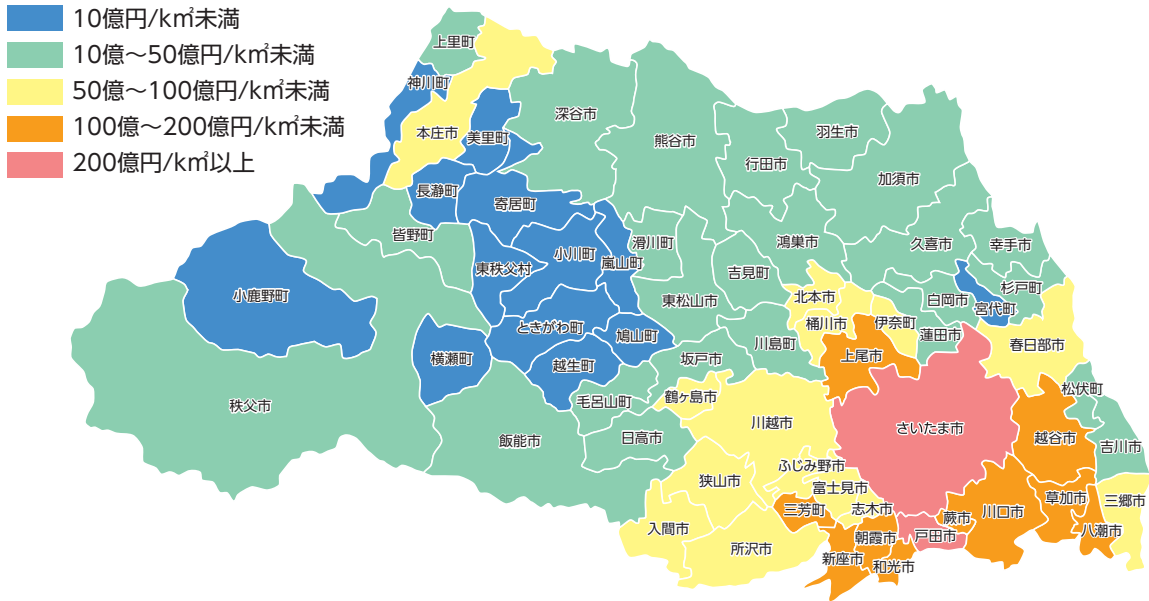 10億円/k㎡未満
10億～50億円/k㎡未満
50億～100億円/k㎡未満
100億～200億円/k㎡未満
200億円/k㎡以上
上里町
神川町
本庄市
美里町
深谷市
熊谷市
行田市
羽生市
加須市
長瀞町
寄居町
皆野町
東秩父村
小川町
嵐山町
滑川町
吉見町
鴻巣市
久喜市
幸手市
小鹿野町
東松山市
北本市
桶川市
伊奈町
白岡市
宮代町
杉戸町
ときがわ町
鳩山町
川島町
蓮田市
春日部市
横瀬町
越生町
坂戸市
上尾市
松伏町
秩父市
毛呂山町
鶴ヶ島市
飯能市
日高市
川越市
さいたま市
越谷市
吉川市
狭山市
ふじみ野市
富士見市
志木市
三芳町
入間市
所沢市
新座市
朝霞市
和光市
戸田市
蕨市
川口市
草加市
八潮市
三郷市